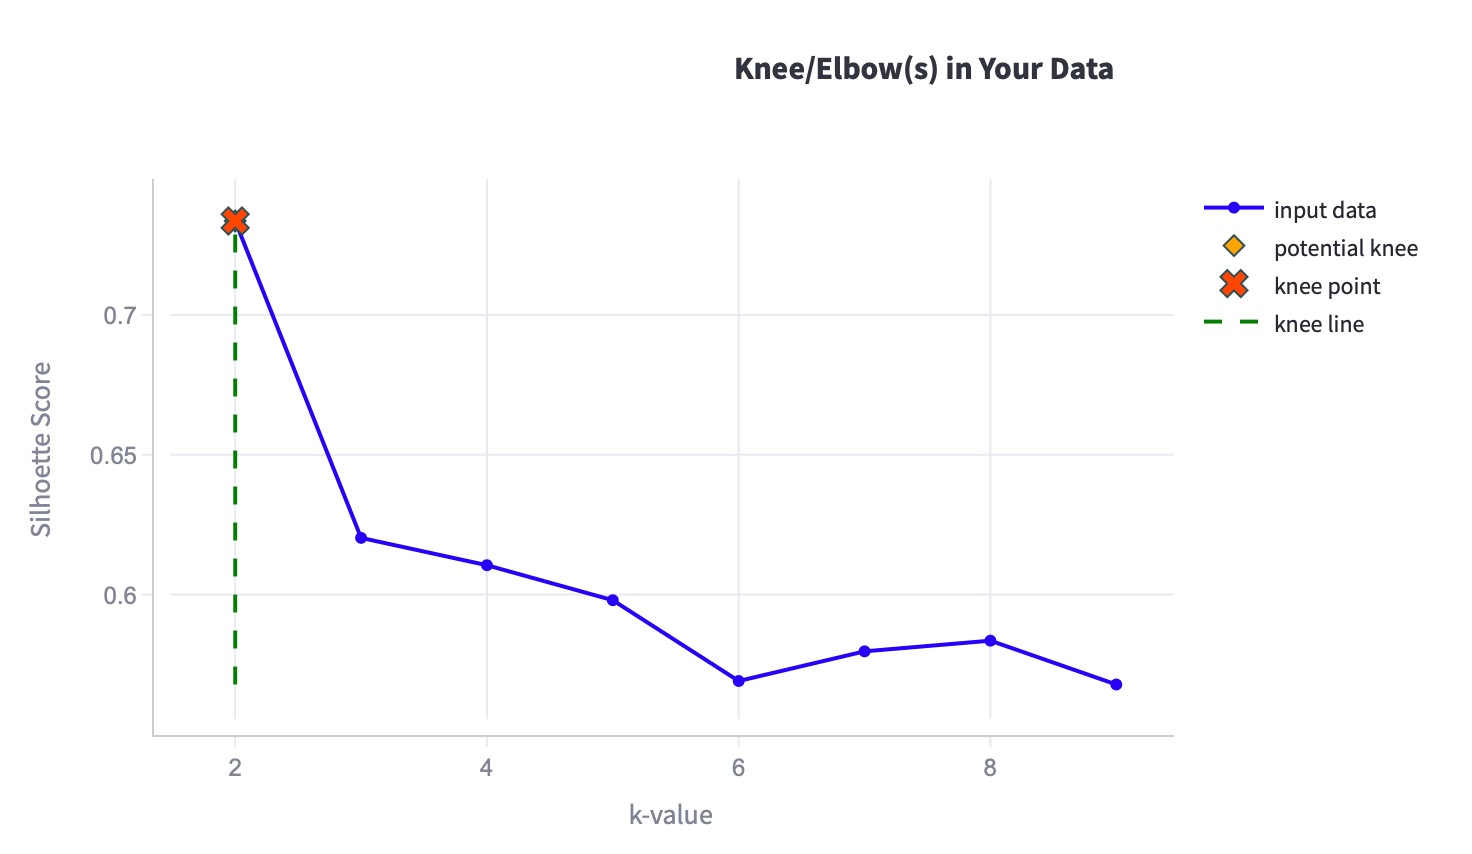 Knee/Elbow(s) in Your Data
input data
potential knee
knee point
knee line
Silhoette Score
0.7
0.65
0.6
2 4 6 8
k-value